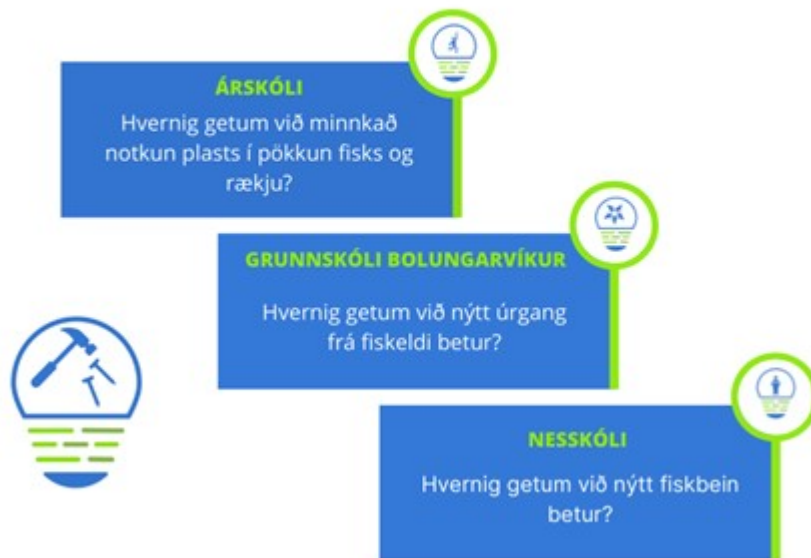 ÁRSKÓLI
Hvernig getum við minnkað
notkun plasts í pökkun fisks og
rækju?
GRUNNSKÓLI BOLUNGARVÍKUR
Hvernig getum við nýtt úrgang
frá fiskeldi betur?
NESSKÓLI
Hvernig getum við nýtt fiskbein
betur?